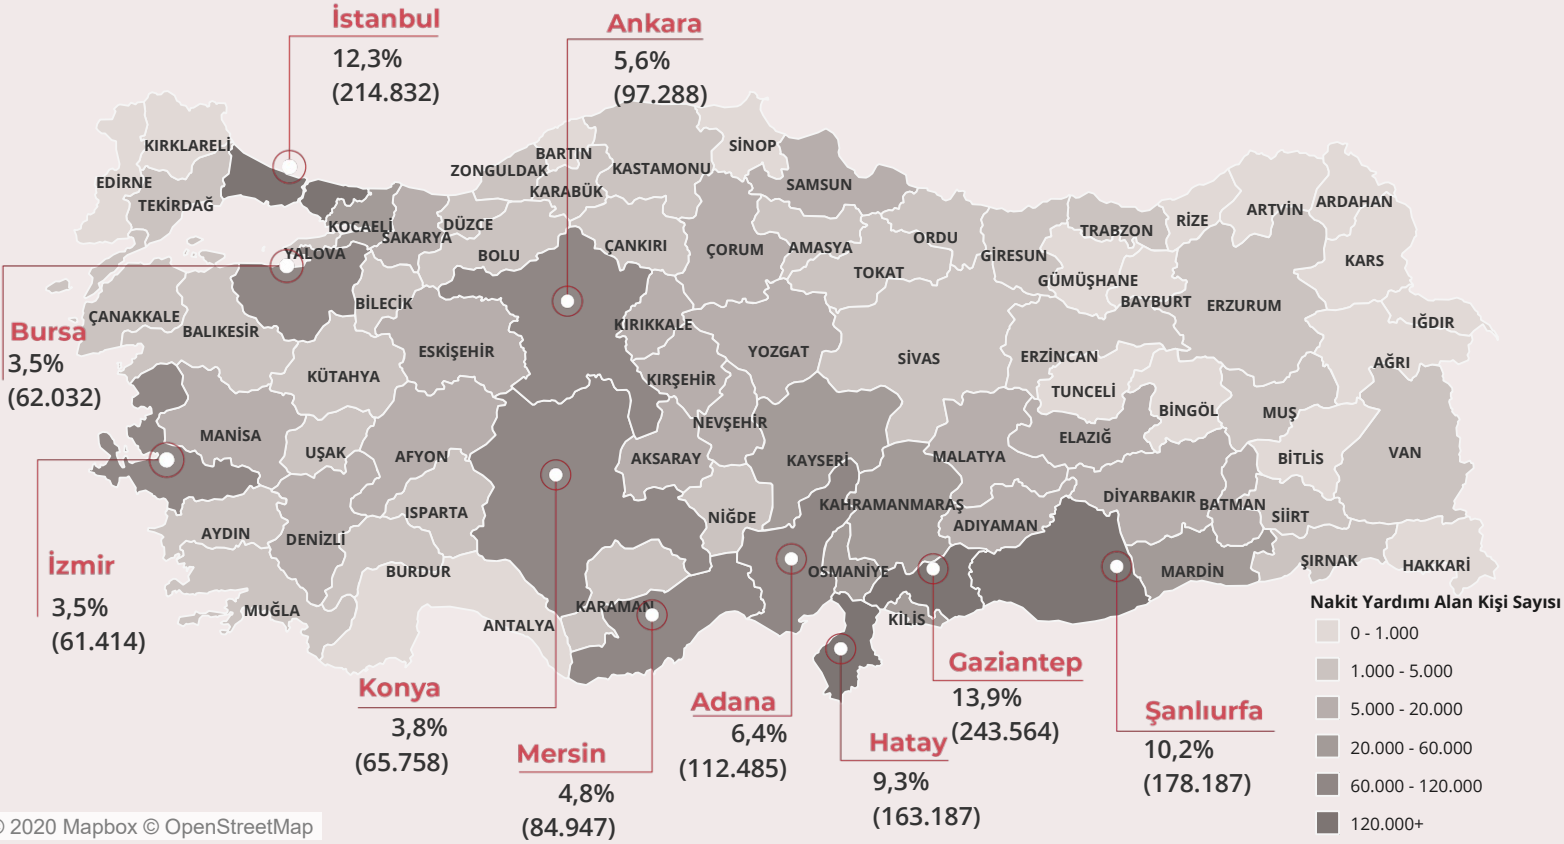 İstanbul
12,3%
(214.832)
Ankara
5,6%
(97.288)
KIRKLARELİ
EDİRNE
TEKİRDAĞ
BARTIN
ZONGULDAK
KARABÜK
KASTAMONU
SİNOP
SAMSUN
KOCAELİ
SAKARYA
DÜZCE
YALOVA
BOLU
ÇANKIRI
ÇORUM
AMASYA
ORDU
TOKAT
GİRESUN
TRABZON
RİZE
ARTVİN
ARDAHAN
KARS
GÜMÜŞHANE
BAYBURT
ERZURUM
IĞDIR
AĞRI
Bursa
3,5%
(62.032)
ÇANAKKALE
BALIKESİR
BİLECİK
ESKİŞEHİR
KÜTAHYA
KIRIKKALE
YOZGAT
SİVAS
ERZİNCAN
TUNCELİ
BİNGÖL
MUŞ
KIRŞEHİR
NEVŞEHİR
MANİSA
UŞAK
AFYON
AKSARAY
KAYSERİ
MALATYA
ELAZIĞ
BİTLİS
VAN
ISPARTA
NİĞDE
KAHRAMANMARAŞ
ADIYAMAN
DİYARBAKIR
BATMAN
SİİRT
AYDIN
DENİZLİ
BURDUR
OSMANİYE
MARDİN
ŞIRNAK
HAKKARİ
İzmir
3,5%
(61.414)
MUĞLA
ANTALYA
KARAMAN
KİLİS
Konya
3,8%
(65.758)
Mersin
4,8%
(84.947)
Adana
6,4%
(112.485)
Hatay
9,3%
(163.187)
Gaziantep
13,9%
(243.564)
Şanlıurfa
10,2%
(178.187)
Nakit Yardımı Alan Kişi Sayısı
0 - 1.000
1.000 - 5.000
5.000 - 20.000
20.000 - 60.000
60.000 - 120.000
120.000+
© 2020 Mapbox © OpenStreetMap